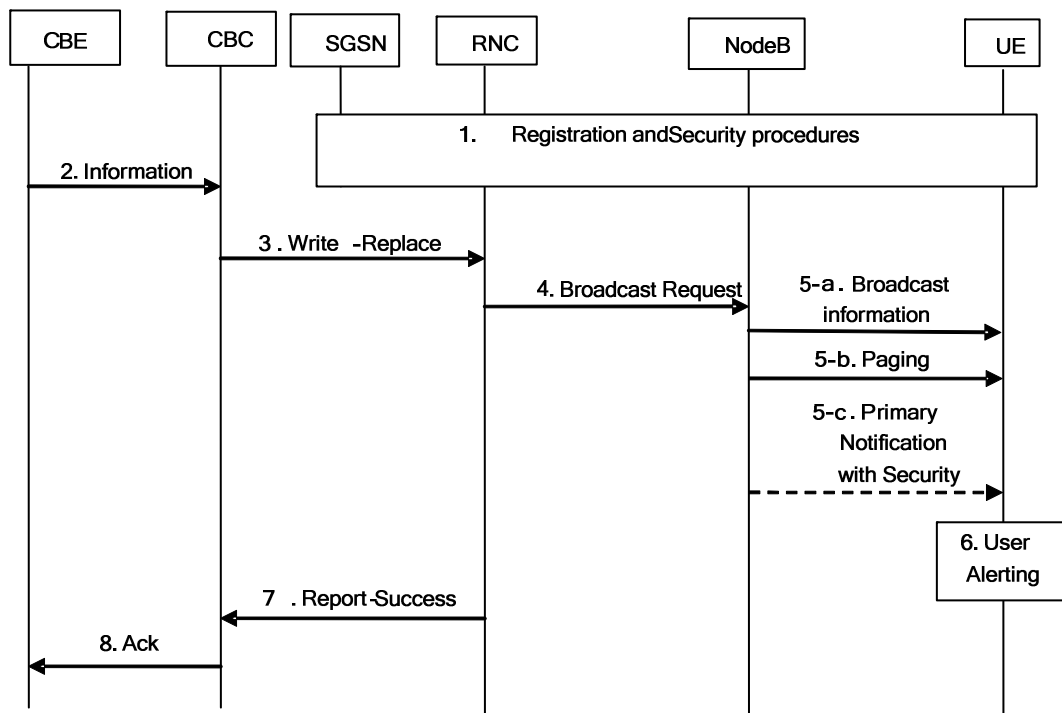 CBE
CBC
SGSN
RNC
NodeB
UE
1. Registration andSecurity procedures
2. Information
3 . Write -Replace
4. Broadcast Request
5-a. Broadcast
information
5-b. Paging
5-c . Primary
Notification
with Security
6. User
Alerting
7 . Report-Success
8. Ack